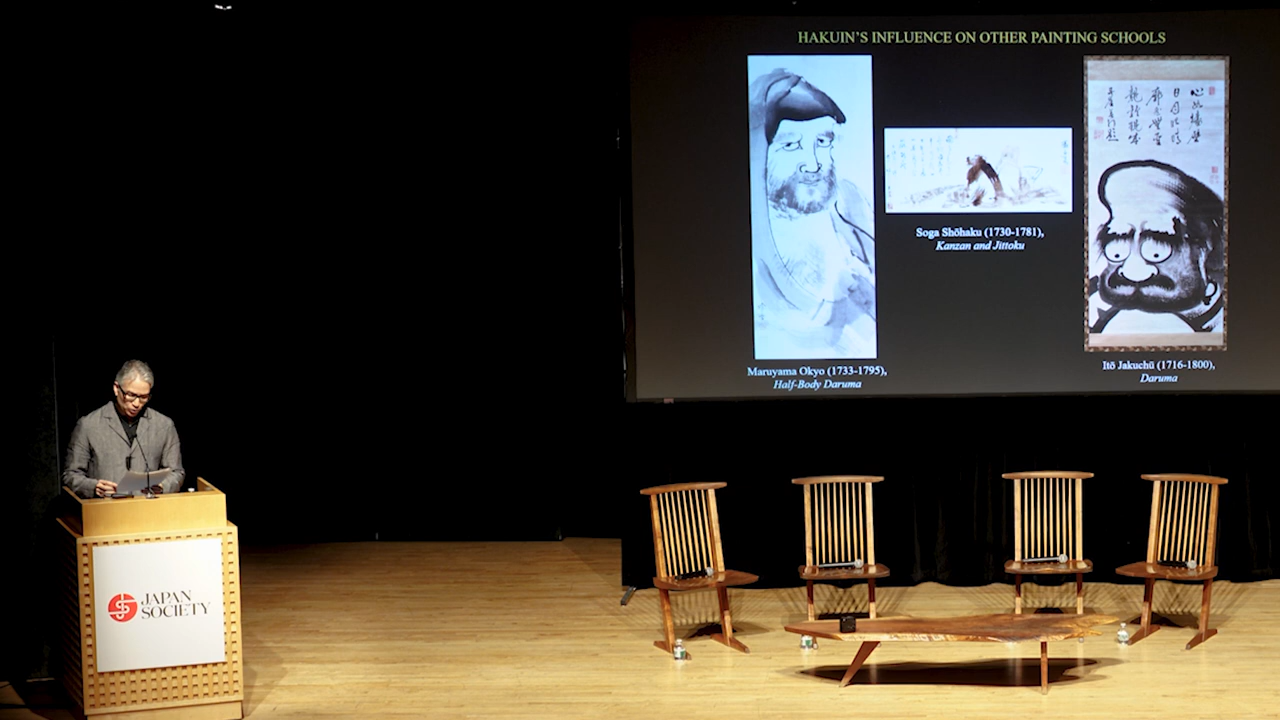 HAKUIN'S INFLUENCE ON OTHER PAINTING SCHOOLS
Maruyama Okyo (1733-1795),
Half-Body Daruma
Soga Shōhaku (1730-1781),
Kanzan and Jittoku
Itō Jakuchū (1716-1800),
Daruma
JAPAN
SOCIETY